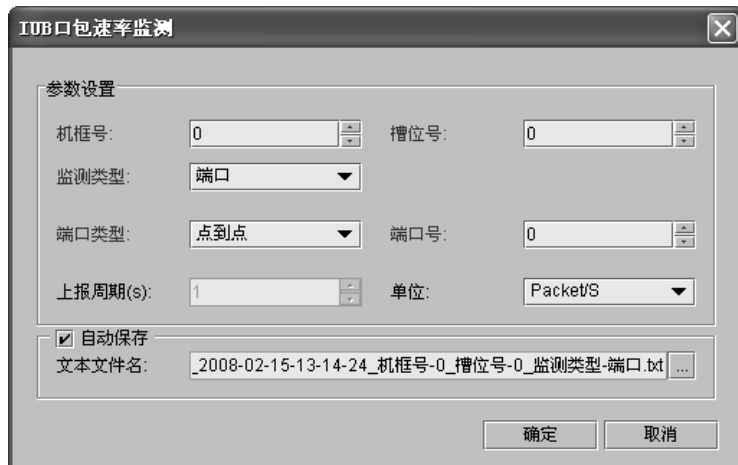 IUB口包速率监测
参数设置
机框号: 0 槽位号: 0
监测类型: 端口
端口类型: 点到点 端口号: 0
上报周期(s): 1 单位: Packet/S
自动保存
文本文件名: _2008-02-15-13-14-24_机框号-0_槽位号-0_监测类型-端口.txt ...
确定 取消